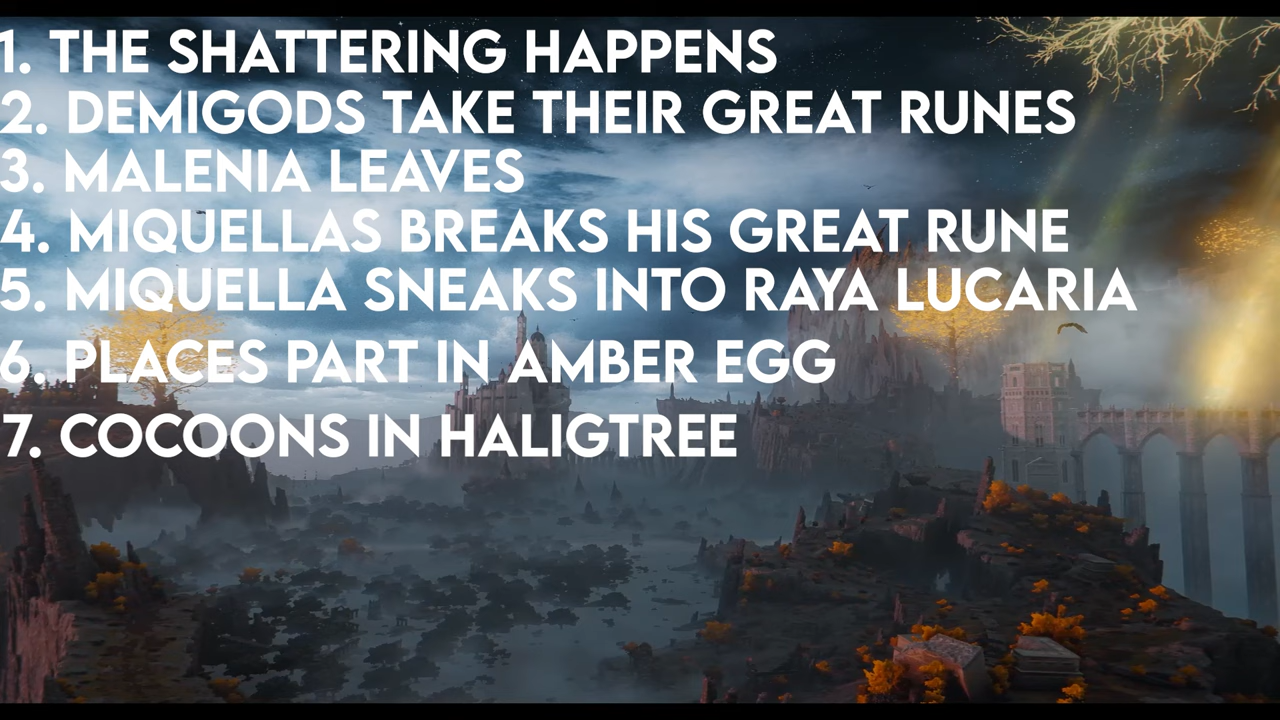 1. THE SHATTERING HAPPENS
2. DEMIGODS TAKE THEIR GREAT RUNES
3. MALENIA LEAVES
4. MIQUELLAS BREAKS HIS GREAT RUNE
5. MIQUELLA SNEAKS INTO RAYA LUCARIA
6. PLACES PART IN AMBER EGG
7. COCOONS IN HALIGTREE